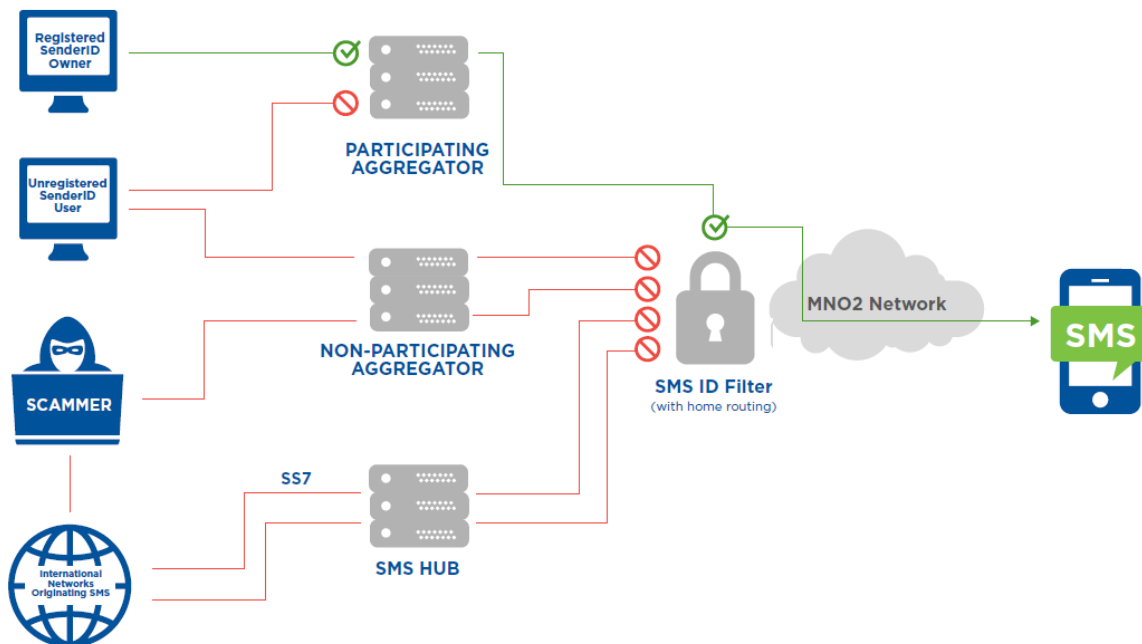 Registered
SenderID
Owner
PARTICIPATING
AGGREGATOR
Unregistered
SenderID
User
NON-PARTICIPATING
AGGREGATOR
SMS ID Filter
(with home routing)
MNO2 Network
SMS
SCAMMER
SS7
SMS HUB
International
Networks
Originating SMS